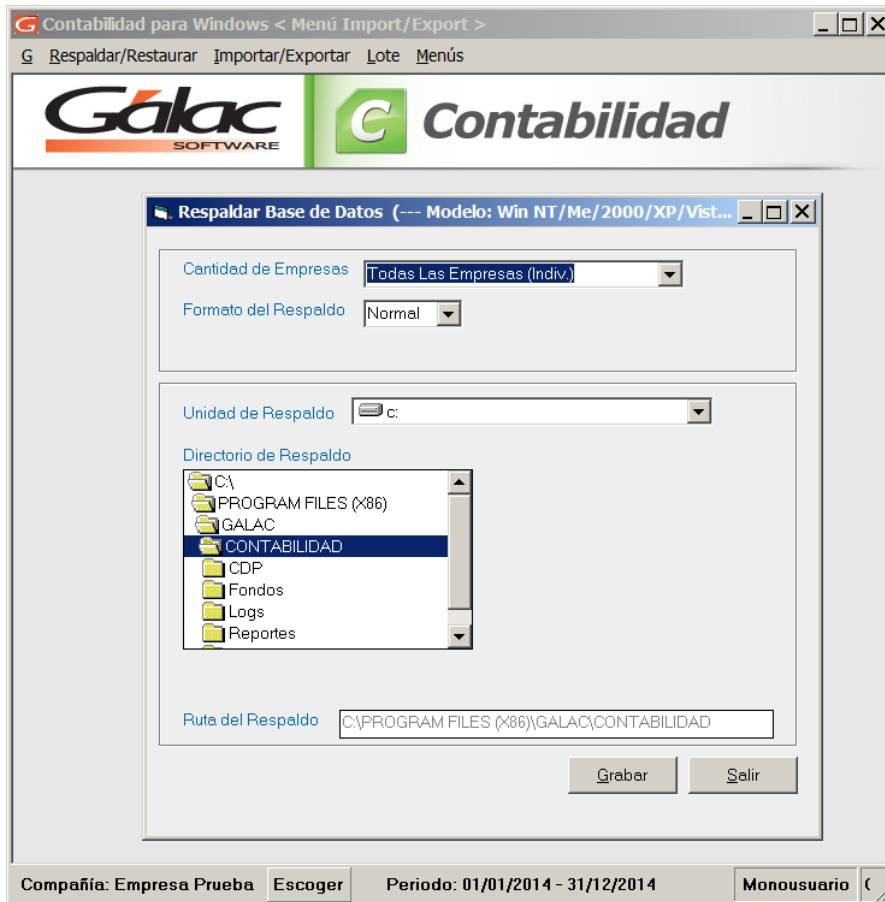 G Contabilidad para Windows < Menú Import/Export >
G Respaldar/Restaurar Importar/Exportar Lote Menús
Gálac
SOFTWARE
C Contabilidad
Respaldar Base de Datos (--- Modelo: Win NT/Me/2000/XP/Vist...
Cantidad de Empresas Todas Las Empresas (Indiv.)
Formato del Respaldo Normal
Unidad de Respaldo c:
Directorio de Respaldo
C:\
PROGRAM FILES (X86)
GALAC
CONTABILIDAD
CDP
Fondos
Logs
Reportes
Ruta del Respaldo C:\PROGRAM FILES (X86)\GALAC\CONTABILIDAD
Grabar Salir
Compañía: Empresa Prueba Escoger Periodo: 01/01/2014 - 31/12/2014 Monousuario